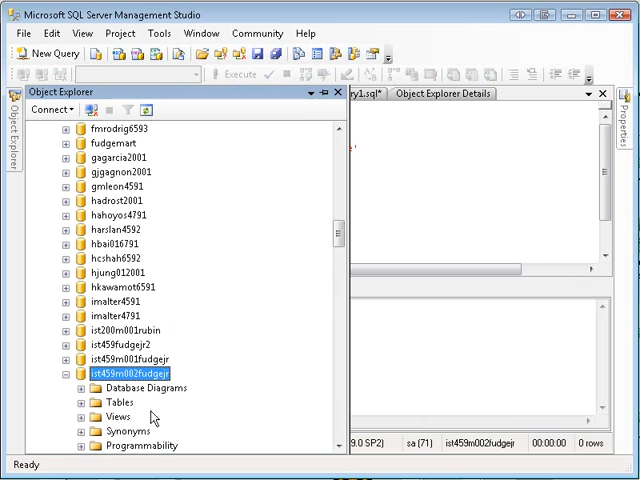 Microsoft SQL Server Management Studio
File Edit View Project Tools Window Community Help
New Query
Execute
Object Explorer
ry1.sql* Object Explorer Details
Connect
Object Explorer
Properties
fmrodrig6593
fudgemart
gagarcia2001
gjgagnon2001
gmleon4591
hadrost2001
hahoyos4791
harslan4592
hbai016791
hcshah6592
hjung012001
hkawamot6591
imalter4591
imalter4791
ist200m001rubin
ist459fudgejr2
ist459m001fudgejr
ist459m002fudgejr
Database Diagrams
Tables
Views
Synonyms
Programmability
9.0 SP2) sa (71) ist459m002fudgejr 00:00:00 0 rows
Ready